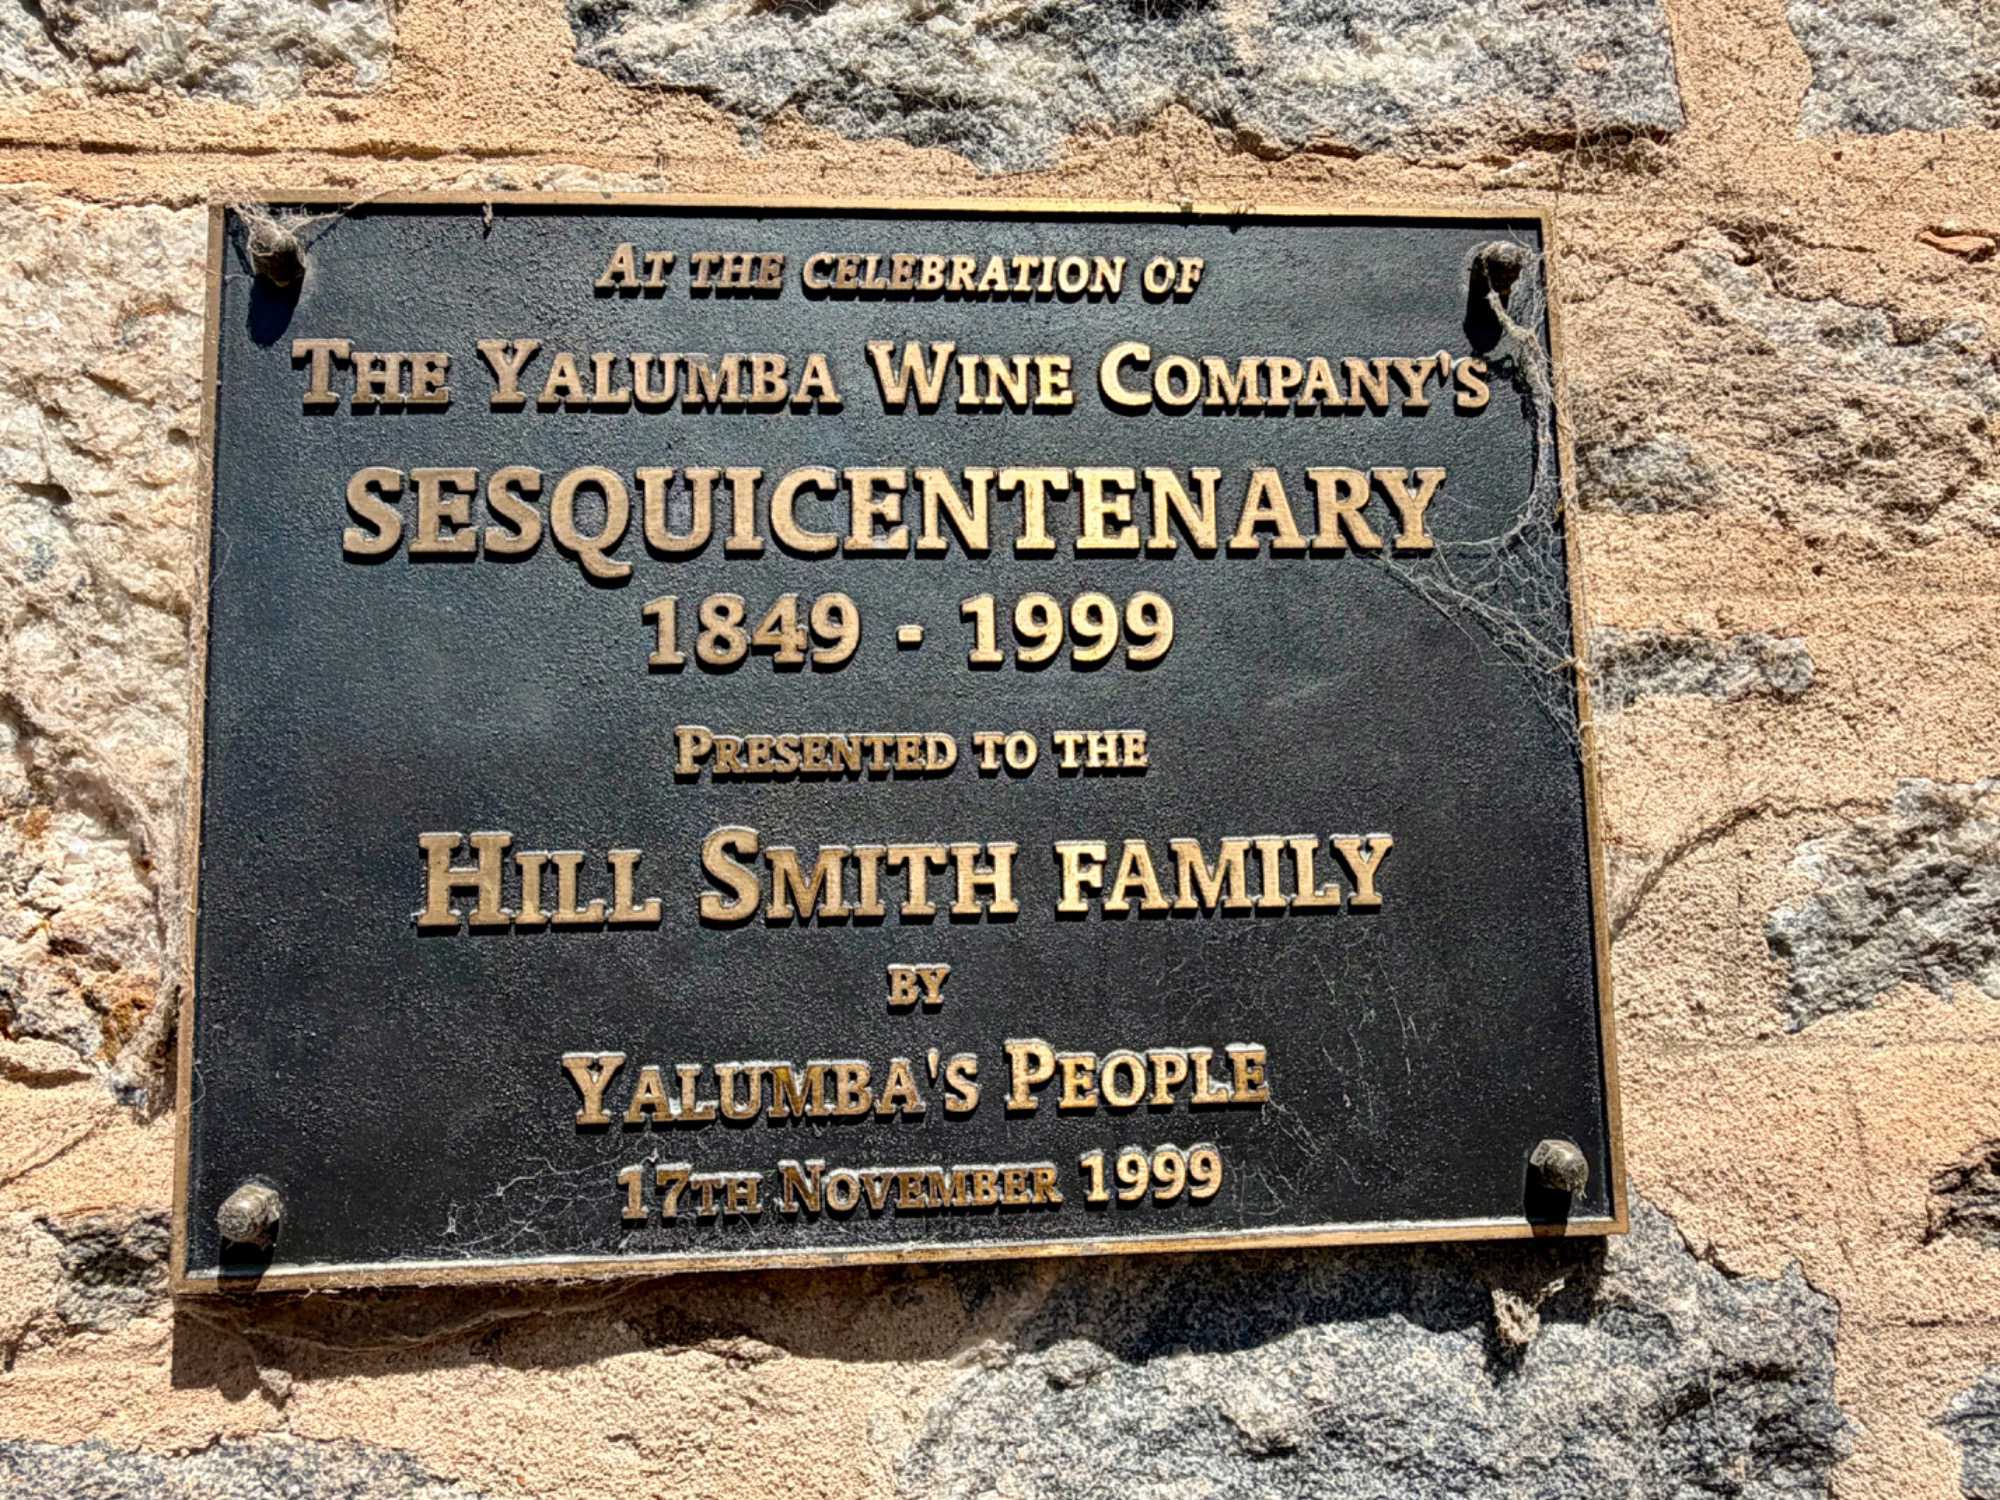 At the celebration of
The Yalumba Wine Company's
SESQUICENTENARY
1849 - 1999
Presented to the
Hill Smith family
by
Yalumba's People
17th November 1999